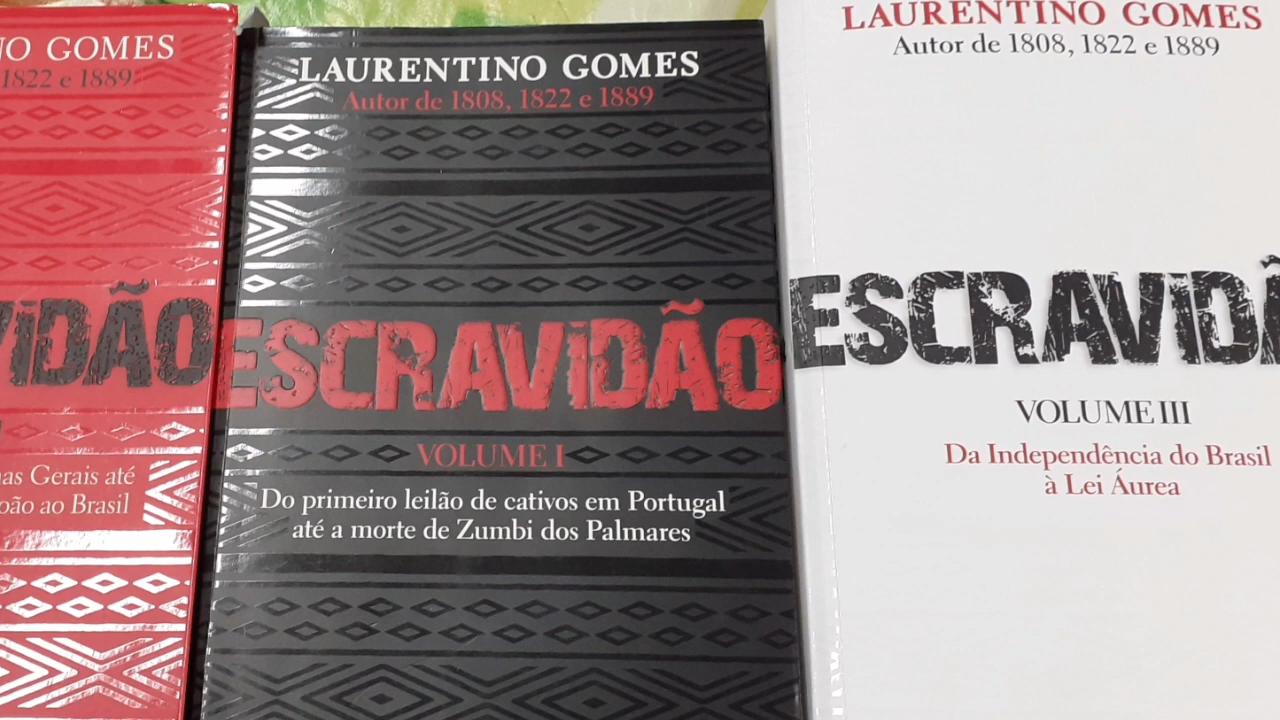 NO GOMES
1822 e 1889
VIDÃO
nas Gerais até
João ao Brasil
LAURENTINO GOMES
Autor de 1808, 1822 e 1889
ESCRAVIDÃO
VOLUME I
Do primeiro leilão de cativos em Portugal
até a morte de Zumbi dos Palmares
LAURENTINO GOMES
Autor de 1808, 1822 e 1889
ESCRAVIDÃ
VOLUME III
Da Independência do Brasil
à Lei Áurea